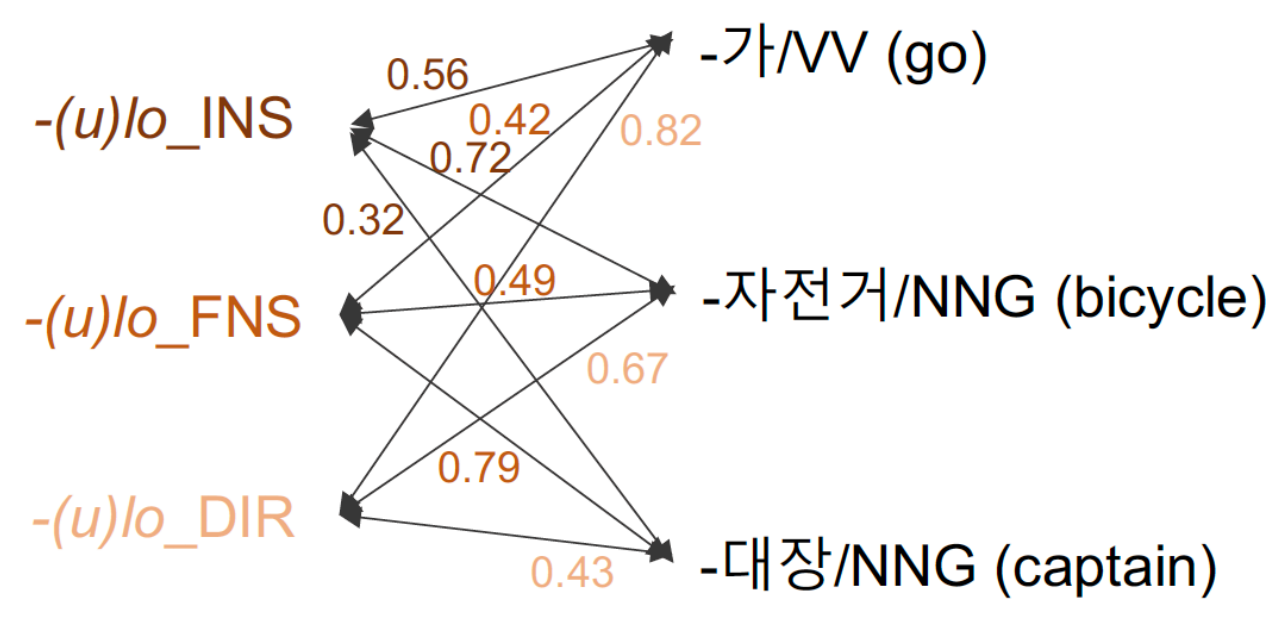 -가/VV (go)
0.56
-(u)lo_INS
0.42
0.82
0.72
0.32
0.49
-자전거/NNG (bicycle)
-(u)lo_FNS
0.67
0.79
-(u)lo_DIR
0.43
-대장/NNG (captain)